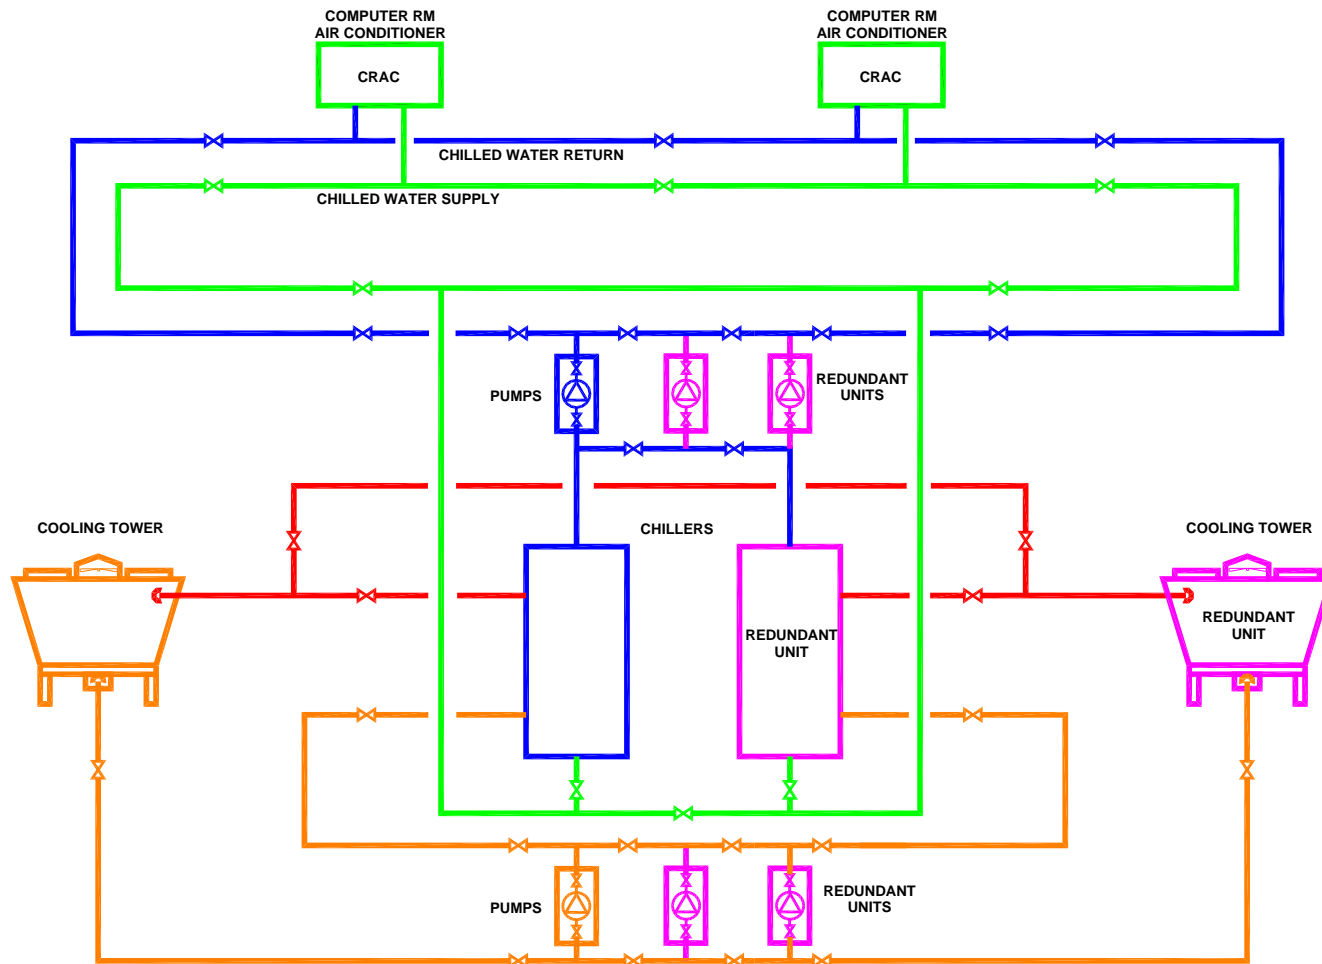 COMPUTER RM
AIR CONDITIONER
COMPUTER RM
AIR CONDITIONER
CRAC
CRAC
CHILLED WATER RETURN
CHILLED WATER SUPPLY
PUMPS
REDUNDANT
UNITS
COOLING TOWER
CHILLERS
COOLING TOWER
REDUNDANT
UNIT
REDUNDANT
UNIT
PUMPS
REDUNDANT
UNITS